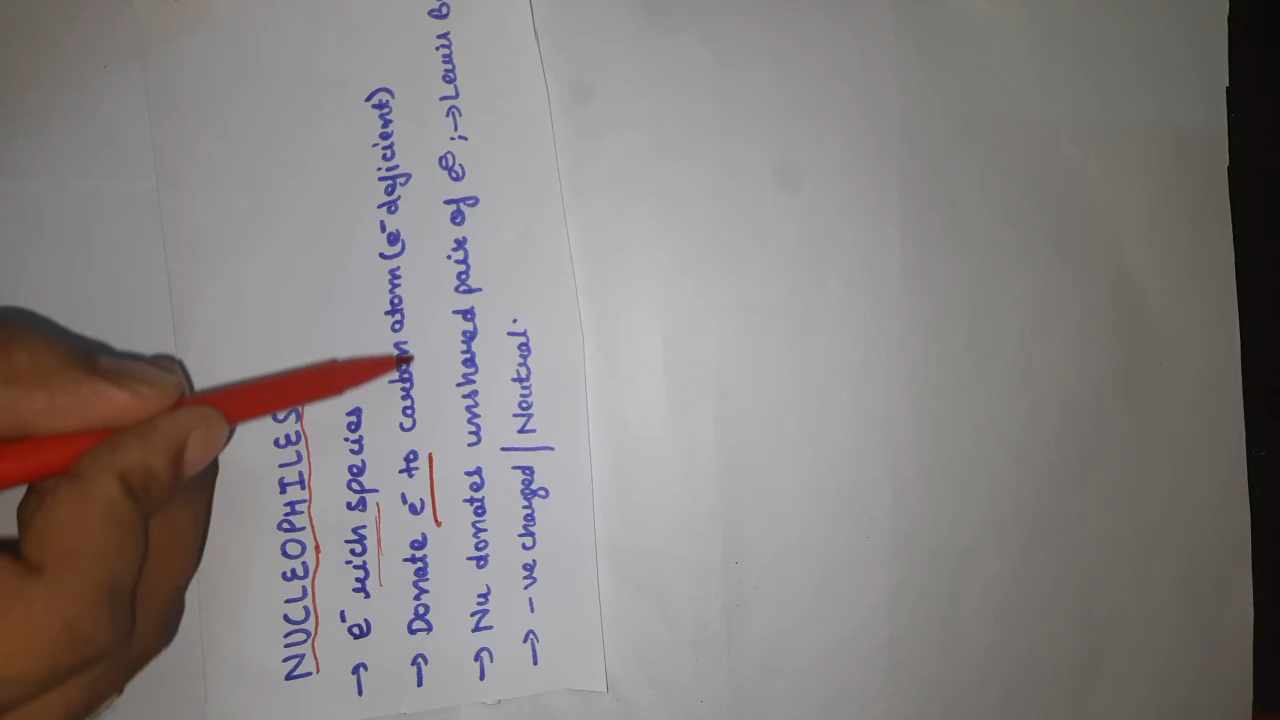 NUCLEOPHILES
→ e⁻ rich species
→ Donate e⁻ to carbon atom (e⁻ deficient)
→ Nu donates unshared pair of e⊖; → Lewis
→ -ve charged | Neutral.